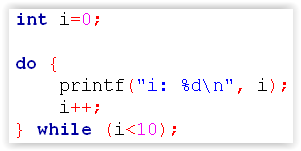 int i=0;
do {
    printf("i: %d\n", i);
    i++;
} while (i<10);